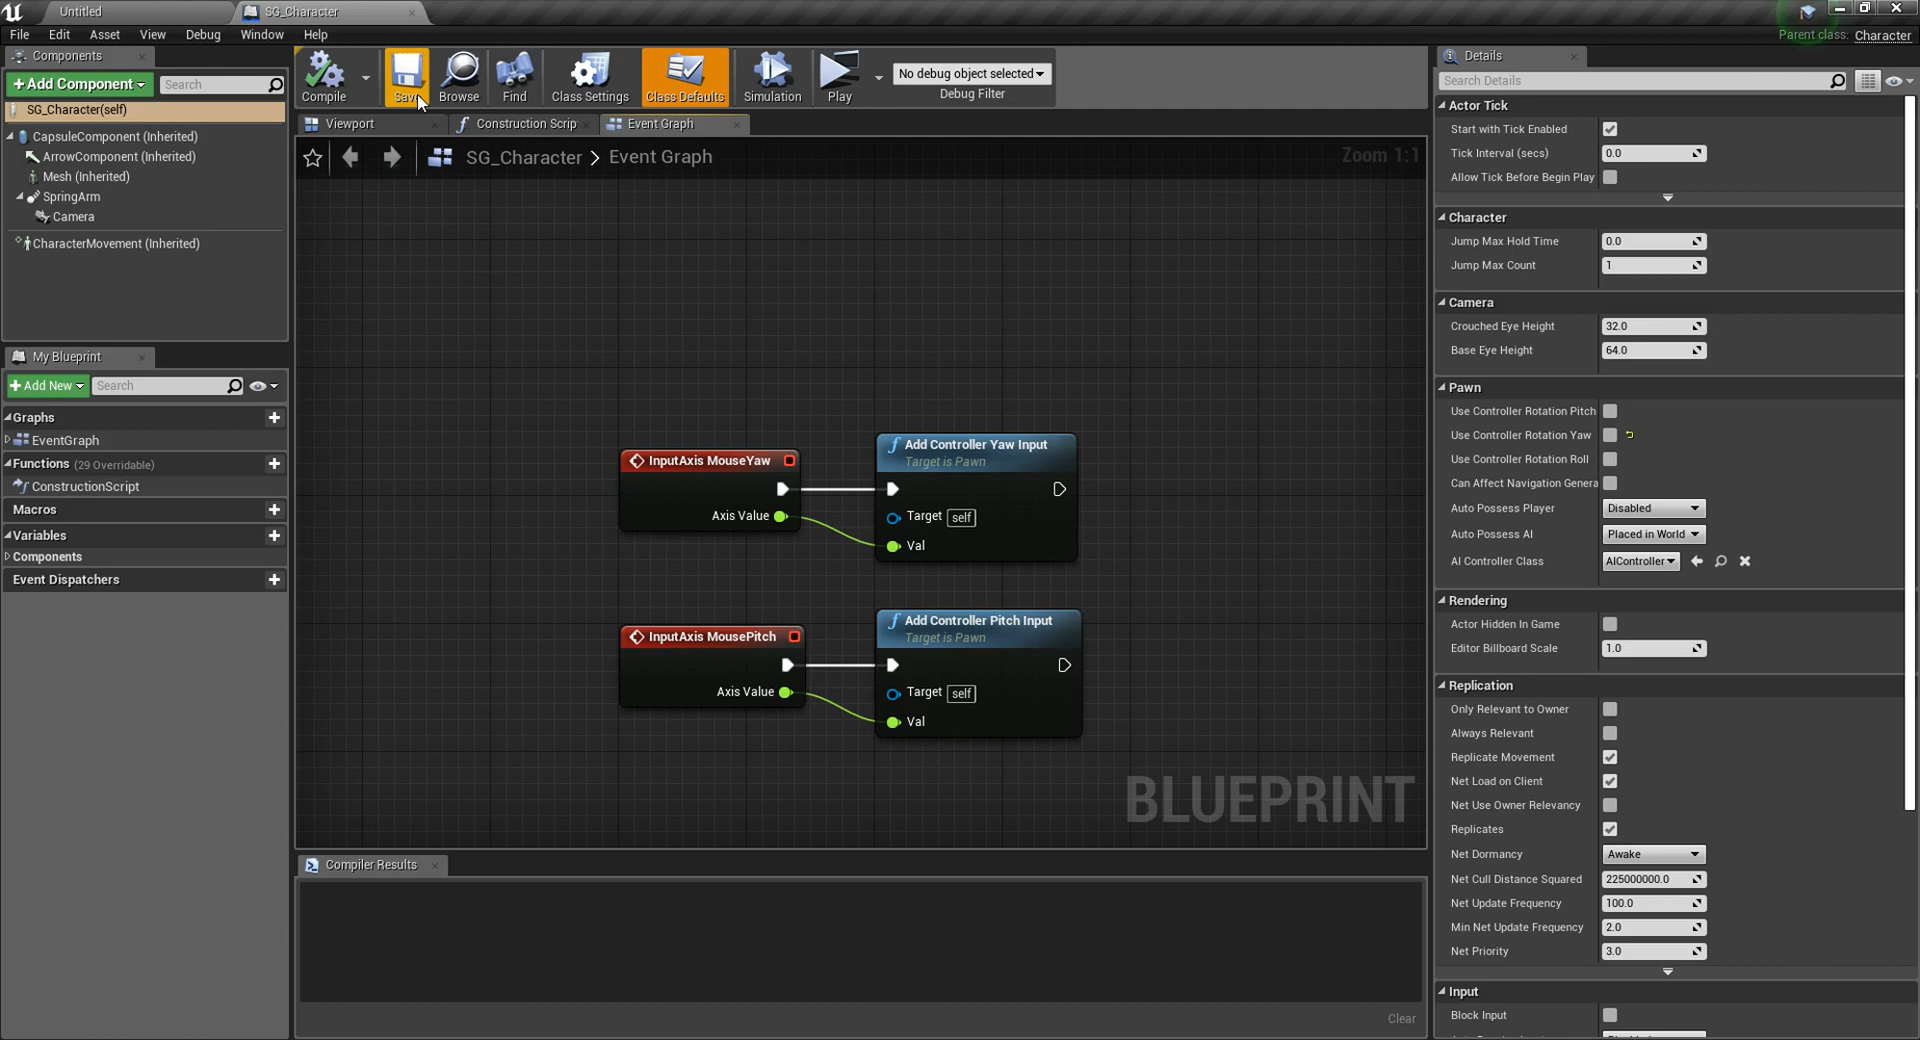 Untitled
SG_Character
File Edit Asset View Debug Window Help
Parent class: Character
Components
+Add Component
Search
SG_Character(self)
CapsuleComponent (Inherited)
ArrowComponent (Inherited)
Mesh (Inherited)
SpringArm
Camera
CharacterMovement (Inherited)
My Blueprint
+Add New
Search
Graphs
EventGraph
Functions (29 Overridable)
ConstructionScript
Macros
Variables
Components
Event Dispatchers
Compile
Save
Browse
Find
Class Settings
Class Defaults
Simulation
Play
No debug object selected
Debug Filter
Viewport
Construction Scrip
Event Graph
SG_Character > Event Graph
Zoom 1:1
InputAxis MouseYaw
Axis Value
Add Controller Yaw Input
Target is Pawn
Target self
Val
InputAxis MousePitch
Axis Value
Add Controller Pitch Input
Target is Pawn
Target self
Val
BLUEPRINT
Compiler Results
Clear
Details
Search Details
Actor Tick
Start with Tick Enabled
Tick Interval (secs) 0.0
Allow Tick Before Begin Play
Character
Jump Max Hold Time 0.0
Jump Max Count 1
Camera
Crouched Eye Height 32.0
Base Eye Height 64.0
Pawn
Use Controller Rotation Pitch
Use Controller Rotation Yaw
Use Controller Rotation Roll
Can Affect Navigation Genera
Auto Possess Player Disabled
Auto Possess AI Placed in World
AI Controller Class AIController
Rendering
Actor Hidden In Game
Editor Billboard Scale 1.0
Replication
Only Relevant to Owner
Always Relevant
Replicate Movement
Net Load on Client
Net Use Owner Relevancy
Replicates
Net Dormancy Awake
Net Cull Distance Squared 225000000.0
Net Update Frequency 100.0
Min Net Update Frequency 2.0
Net Priority 3.0
Input
Block Input